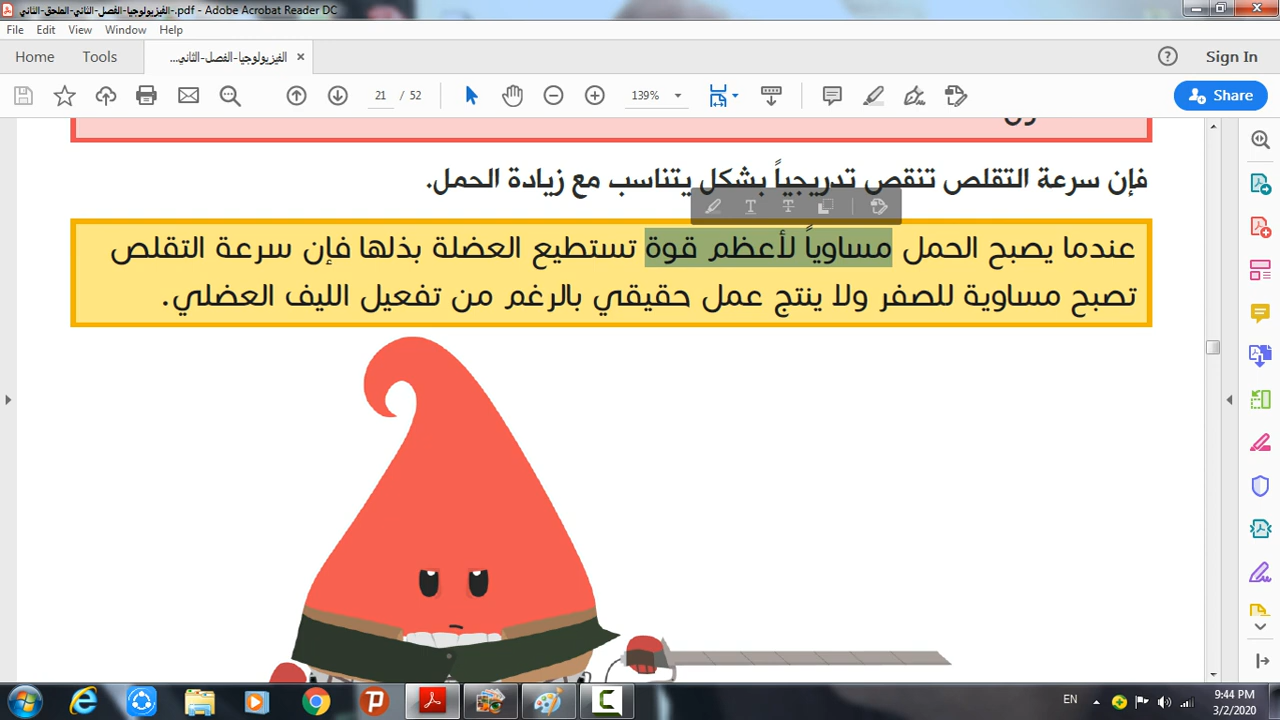 الفيزيولوجيا-الفصل-الثاني-الملحق-الثاني-.pdf - Adobe Acrobat Reader DC
File Edit View Window Help
Home Tools الفيزيولوجيا-الفصل-الثاني... × Sign In
21 / 52 139% Share
فإن سرعة التقلص تنقص تدريجياً بشكل يتناسب مع زيادة الحمل.
عندما يصبح الحمل مساوياً لأعظم قوة تستطيع العضلة بذلها فإن سرعة التقلص
تصبح مساوية للصفر ولا ينتج عمل حقيقي بالرغم من تفعيل الليف العضلي.
EN 9:44 PM
3/2/2020